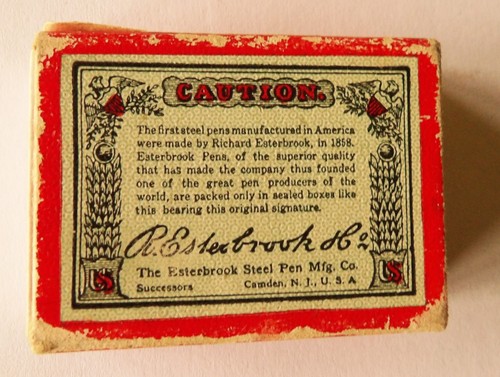 CAUTION.
The first steel pens manufactured in America
were made by Richard Esterbrook, in 1858.
Esterbrook Pens, of the superior quality
that has made the company thus founded
one of the great pen producers of the
world, are packed only in sealed boxes like
this bearing this original signature.
R. Esterbrook & Co
The Esterbrook Steel Pen Mfg. Co.
Successors Camden, N. J., U. S. A
US US